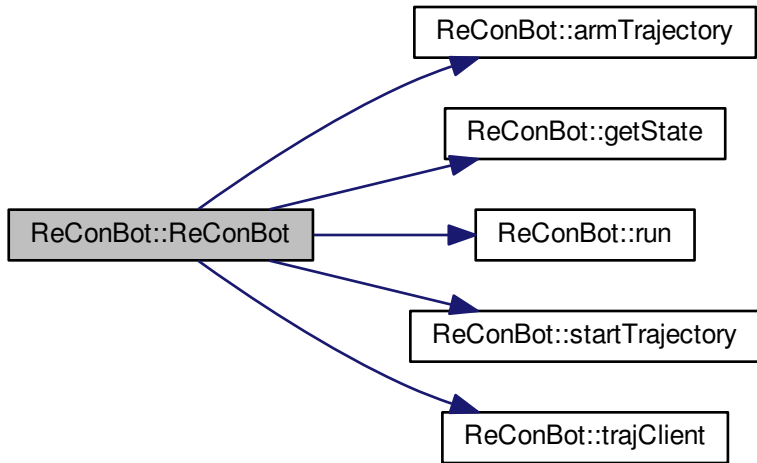 ReConBot::armTrajectory
ReConBot::getState
ReConBot::ReConBot
ReConBot::run
ReConBot::startTrajectory
ReConBot::trajClient